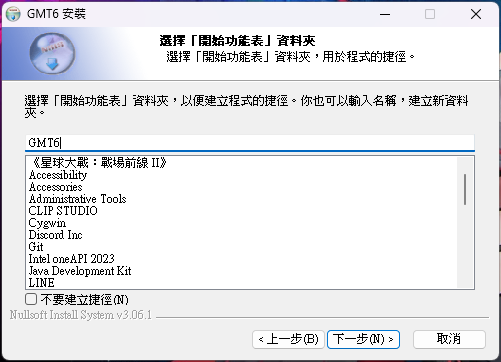 GMT6 安裝
選擇「開始功能表」資料夾
選擇「開始功能表」資料夾，用於程式的捷徑。
選擇「開始功能表」資料夾，以便建立程式的捷徑。你也可以輸入名稱，建立新資料
夾。
GMT6
《星球大戰：戰場前線 II》
Accessibility
Accessories
Administrative Tools
CLIP STUDIO
Cygwin
Discord Inc
Git
Intel oneAPI 2023
Java Development Kit
LINE
不要建立捷徑(N)
Nullsoft Install System v3.06.1
< 上一步(B) 下一步(N) > 取消